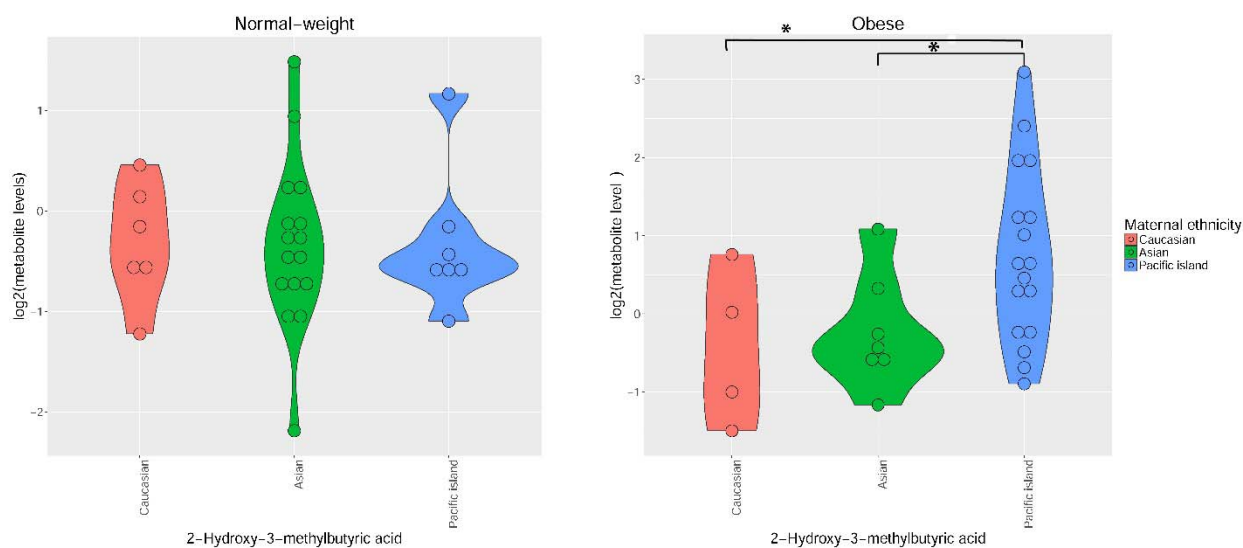 Normal-weight
log2(metabolite levels)
1
0
-1
-2
Caucasian
Asian
Pacific island
2-Hydroxy-3-methylbutyric acid
Obese
*
*
log2(metabolite level )
3
2
1
0
-1
Caucasian
Asian
Pacific island
2-Hydroxy-3-methylbutyric acid
Maternal ethnicity
Caucasian
Asian
Pacific island